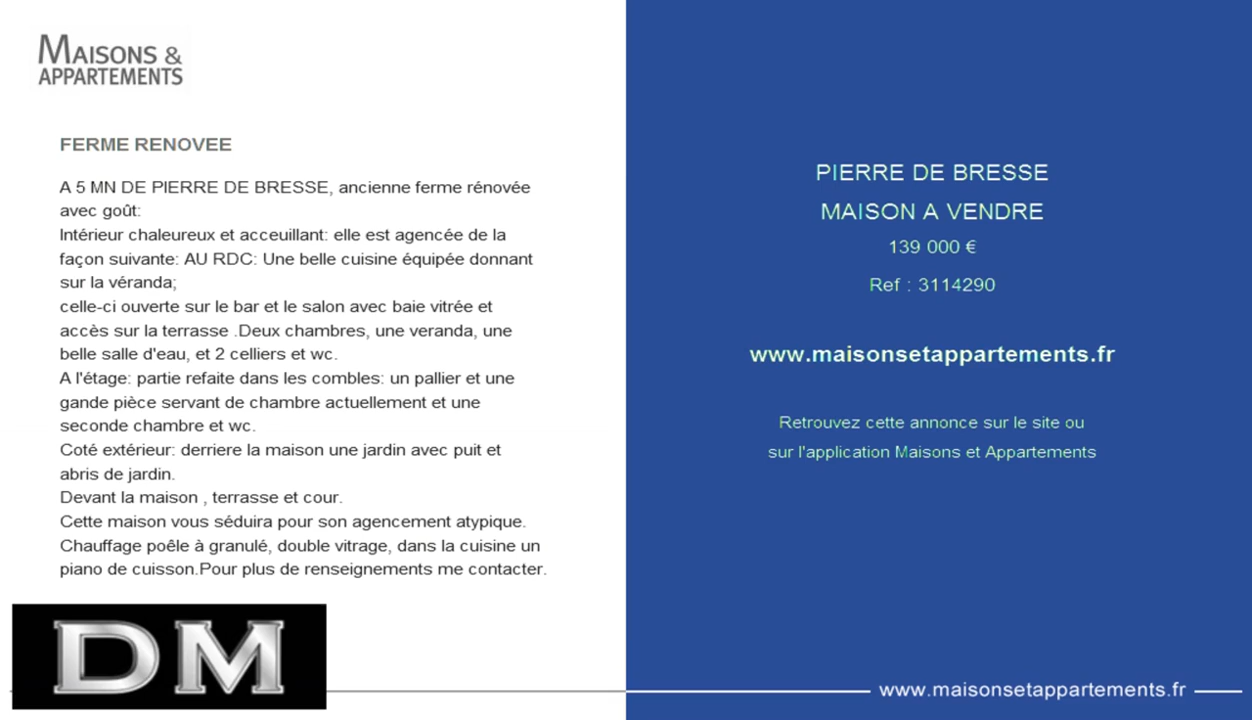 MAISONS &
APPARTEMENTS
FERME RENOVEE
A 5 MN DE PIERRE DE BRESSE, ancienne ferme rénovée
avec goût:
Intérieur chaleureux et acceuillant: elle est agencée de la
façon suivante: AU RDC: Une belle cuisine équipée donnant
sur la véranda;
celle-ci ouverte sur le bar et le salon avec baie vitrée et
accès sur la terrasse .Deux chambres, une veranda, une
belle salle d'eau, et 2 celliers et wc.
A l'étage: partie refaite dans les combles: un pallier et une
gande pièce servant de chambre actuellement et une
seconde chambre et wc.
Coté extérieur: derriere la maison une jardin avec puit et
abris de jardin.
Devant la maison , terrasse et cour.
Cette maison vous séduira pour son agencement atypique.
Chauffage poêle à granulé, double vitrage, dans la cuisine un
piano de cuisson.Pour plus de renseignements me contacter.
DM
PIERRE DE BRESSE
MAISON A VENDRE
139 000 €
Ref : 3114290
www.maisonsetappartements.fr
Retrouvez cette annonce sur le site ou
sur l'application Maisons et Appartements
www.maisonsetappartements.fr